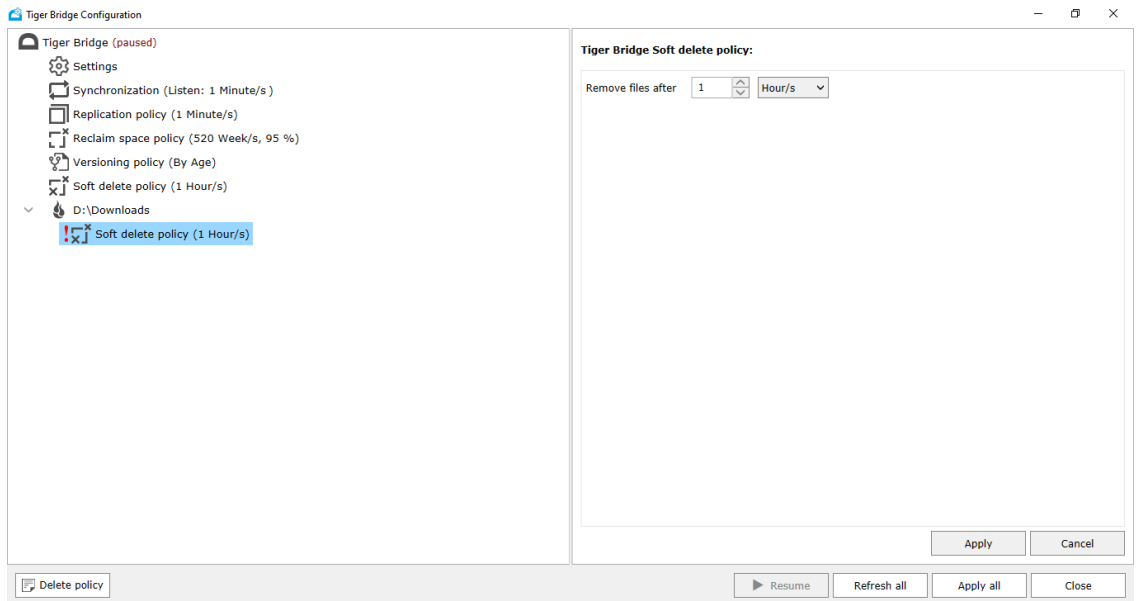 Tiger Bridge Configuration
Tiger Bridge (paused)
Settings
Synchronization (Listen: 1 Minute/s )
Replication policy (1 Minute/s)
Reclaim space policy (520 Week/s, 95 %)
Versioning policy (By Age)
Soft delete policy (1 Hour/s)
D:\Downloads
Soft delete policy (1 Hour/s)
Tiger Bridge Soft delete policy:
Remove files after 1 Hour/s
Apply Cancel
Delete policy
Resume Refresh all Apply all Close